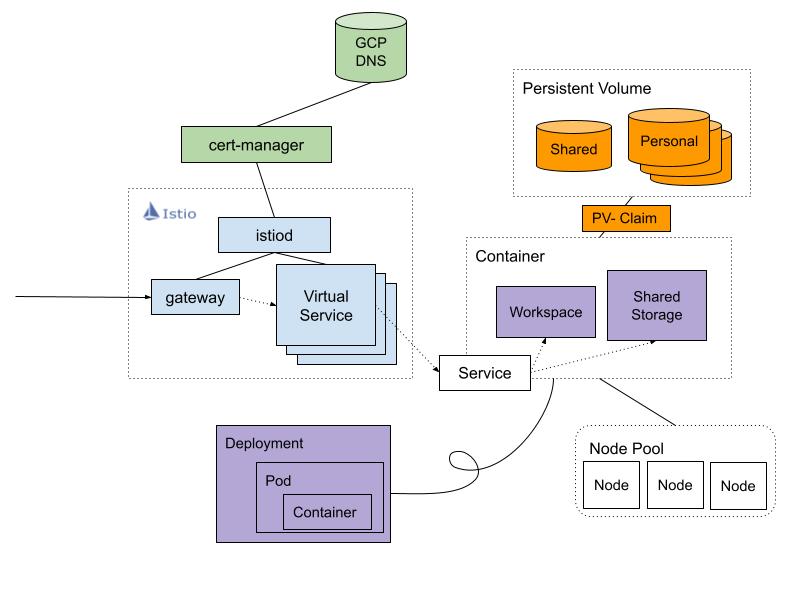 GCP
DNS
Persistent Volume
Shared
Personal
cert-manager
Istio
PV- Claim
istiod
Container
gateway
Virtual
Service
Workspace
Shared
Storage
Service
Deployment
Pod
Container
Node Pool
Node
Node
Node